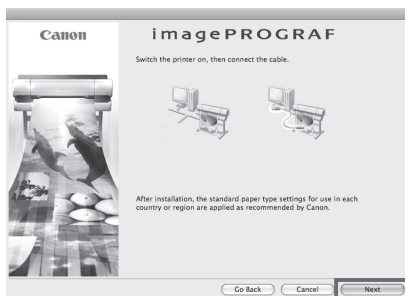 Canon
imagePROGRAF
Switch the printer on, then connect the cable.
After installation, the standard paper type settings for use in each
country or region are applied as recommended by Canon.
Go Back
Cancel
Next